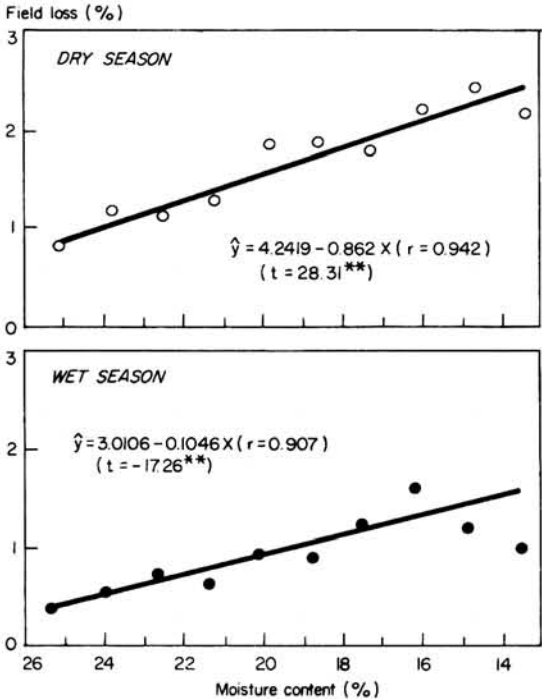 Field loss (%)
3
DRY SEASON
2
1
ŷ = 4.2419 – 0.862 X ( r = 0.942)
( t = 28.31**)
0
3
WET SEASON
2
ŷ = 3.0106 – 0.1046 X ( r = 0.907)
( t = –17.26**)
1
0
26 24 22 20 18 16 14
Moisture content (%)